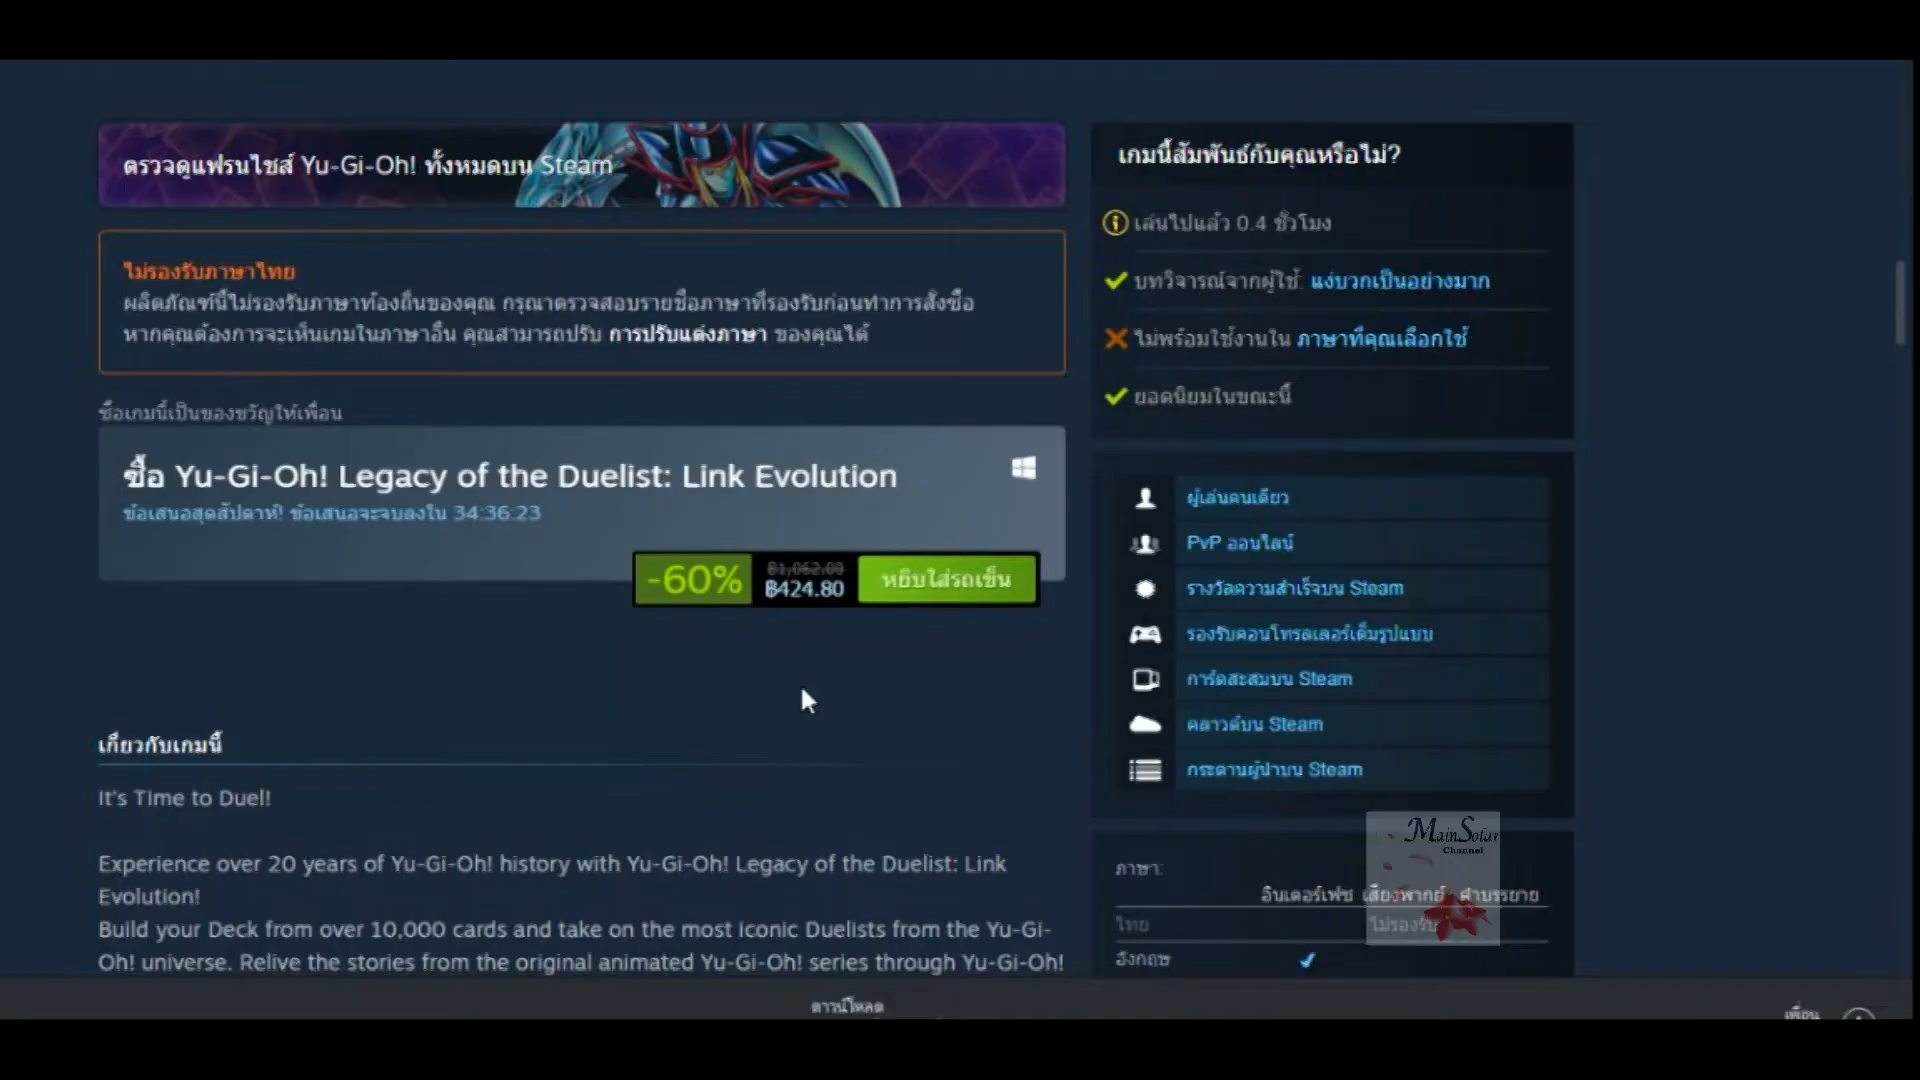 ตรวจดูแฟรนไชส์ Yu-Gi-Oh! ทั้งหมดบน Steam
ไม่รองรับภาษาไทย
ผลิตภัณฑ์นี้ไม่รองรับภาษาท้องถิ่นของคุณ กรุณาตรวจสอบรายชื่อภาษาที่รองรับก่อนทำการสั่งซื้อ
หากคุณต้องการจะเห็นเกมในภาษาอื่น คุณสามารถปรับ การปรับแต่งภาษา ของคุณได้
ซื้อเกมนี้เป็นของขวัญให้เพื่อน
ซื้อ Yu-Gi-Oh! Legacy of the Duelist: Link Evolution
ข้อเสนอสุดสัปดาห์! ข้อเสนอจะจบลงใน 34:36:23
-60%
฿1,062.00
฿424.80
หยิบใส่รถเข็น
เกี่ยวกับเกมนี้
It's Time to Duel!
Experience over 20 years of Yu-Gi-Oh! history with Yu-Gi-Oh! Legacy of the Duelist: Link
Evolution!
Build your Deck from over 10,000 cards and take on the most iconic Duelists from the Yu-Gi-
Oh! universe. Relive the stories from the original animated Yu-Gi-Oh! series through Yu-Gi-Oh!
เกมนี้สัมพันธ์กับคุณหรือไม่?
เล่นไปแล้ว 0.4 ชั่วโมง
บทวิจารณ์จากผู้ใช้: แง่บวกเป็นอย่างมาก
ไม่พร้อมใช้งานใน ภาษาที่คุณเลือกใช้
ยอดนิยมในขณะนี้
ผู้เล่นคนเดียว
PvP ออนไลน์
รางวัลความสำเร็จบน Steam
รองรับคอนโทรลเลอร์เต็มรูปแบบ
การ์ดสะสมบน Steam
คลาวด์บน Steam
กระดานผู้นำบน Steam
MainSolar
Channel
ภาษา:
อินเตอร์เฟซ เสียงพากย์ คำบรรยาย
ไทย ไม่รองรับ
อังกฤษ
ดาวน์โหลด
เพื่อน